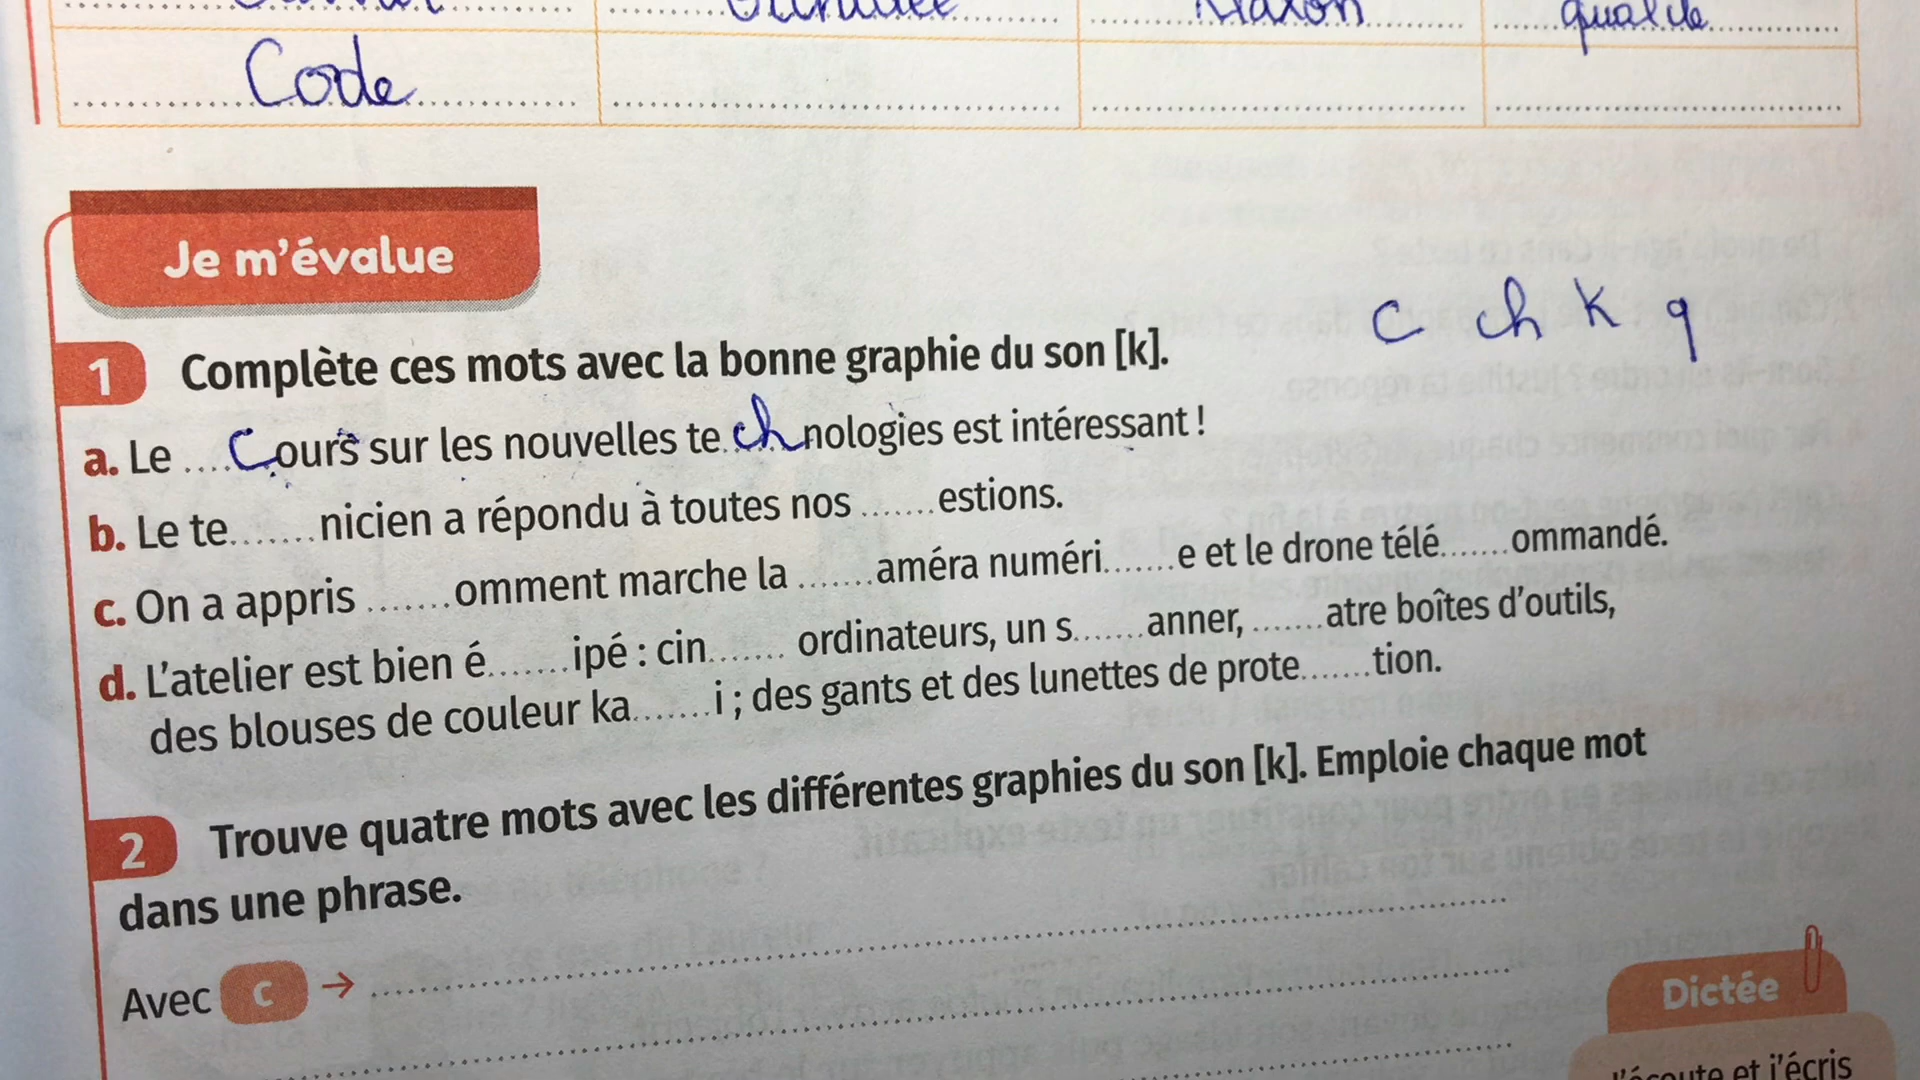 qualité
Code
Je m'évalue
c ch k q
1 Complète ces mots avec la bonne graphie du son [k].
a. Le ....Cours sur les nouvelles te..ch..nologies est intéressant !
b. Le te.......nicien a répondu à toutes nos .......estions.
c. On a appris .......omment marche la .......améra numéri.......e et le drone télé.......ommandé.
d. L'atelier est bien é.......ipé : cin....... ordinateurs, un s.......anner, .......atre boîtes d'outils,
des blouses de couleur ka.......i ; des gants et des lunettes de prote.......tion.
2 Trouve quatre mots avec les différentes graphies du son [k]. Emploie chaque mot
dans une phrase.
Avec c →
Dictée
J'écoute et j'écris